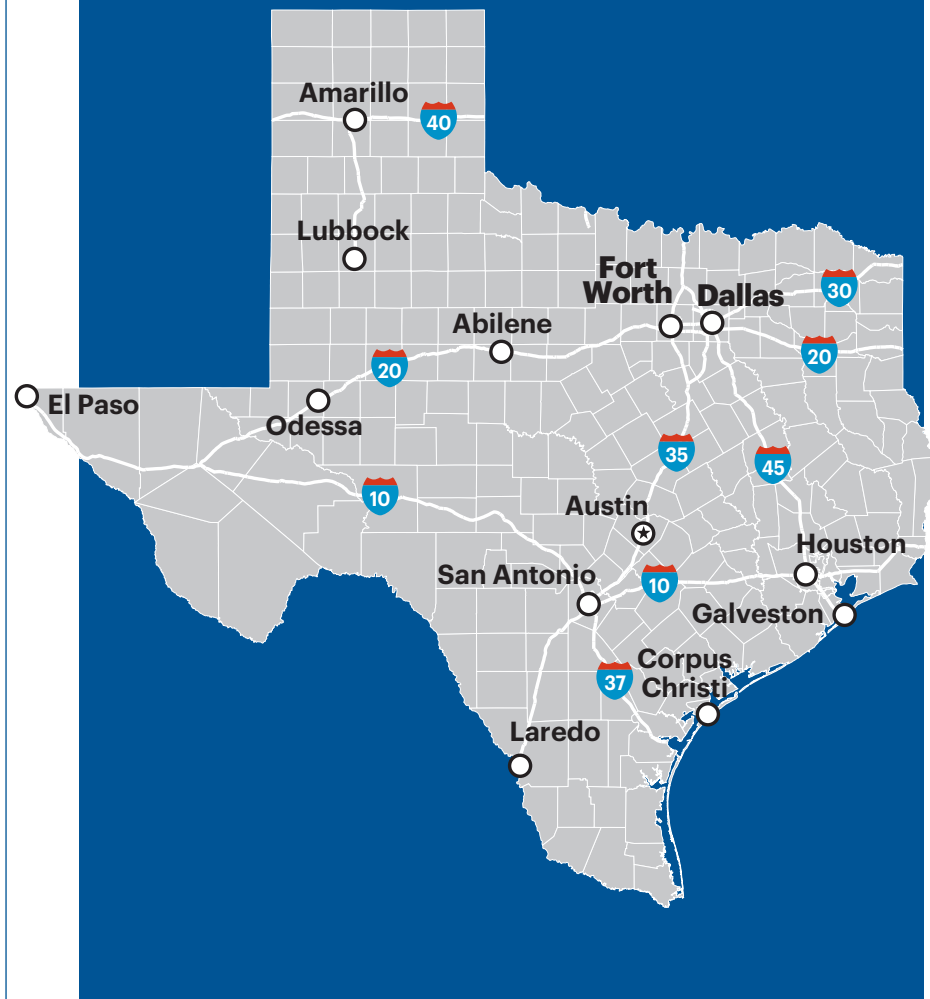 Amarillo
40
Lubbock
Fort
Worth
Dallas
30
Abilene
20
20
El Paso
Odessa
35
45
10
Austin
Houston
San Antonio
10
Galveston
Corpus
Christi
37
Laredo